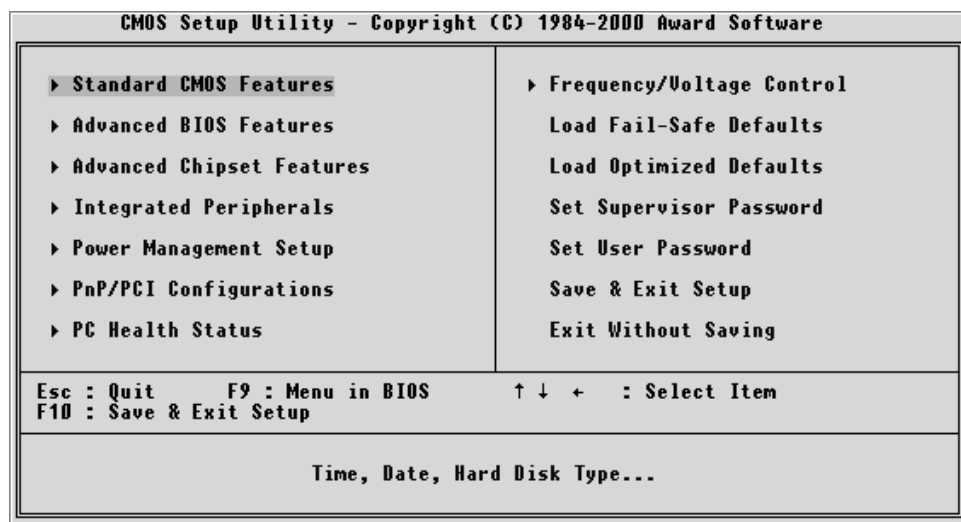 CMOS Setup Utility - Copyright (C) 1984-2000 Award Software
▸ Standard CMOS Features
▸ Advanced BIOS Features
▸ Advanced Chipset Features
▸ Integrated Peripherals
▸ Power Management Setup
▸ PnP/PCI Configurations
▸ PC Health Status
▸ Frequency/Voltage Control
Load Fail-Safe Defaults
Load Optimized Defaults
Set Supervisor Password
Set User Password
Save & Exit Setup
Exit Without Saving
Esc : Quit F9 : Menu in BIOS ↑ ↓ ← : Select Item
F10 : Save & Exit Setup
Time, Date, Hard Disk Type...